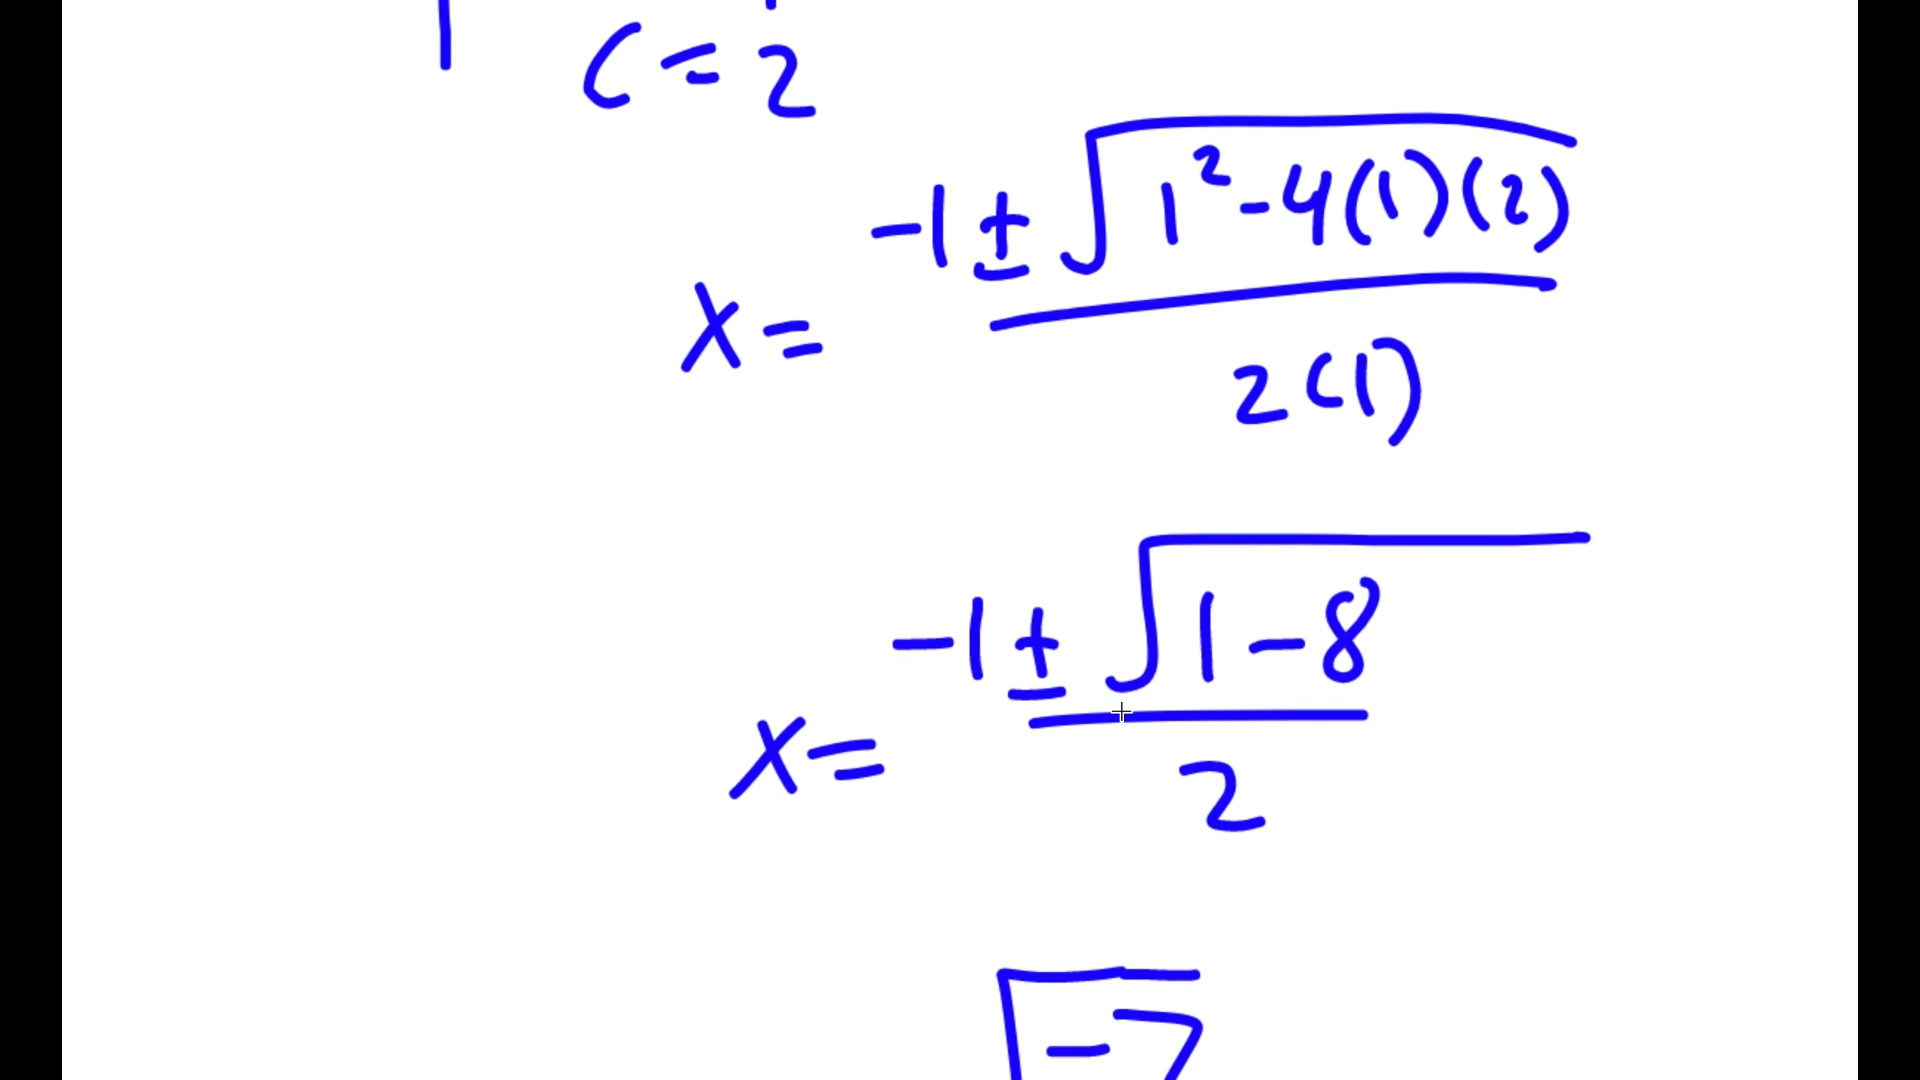 C = 2
x = -1 ± √(1² - 4(1)(2)) / 2(1)
x = -1 ± √(1 - 8) / 2
√-7